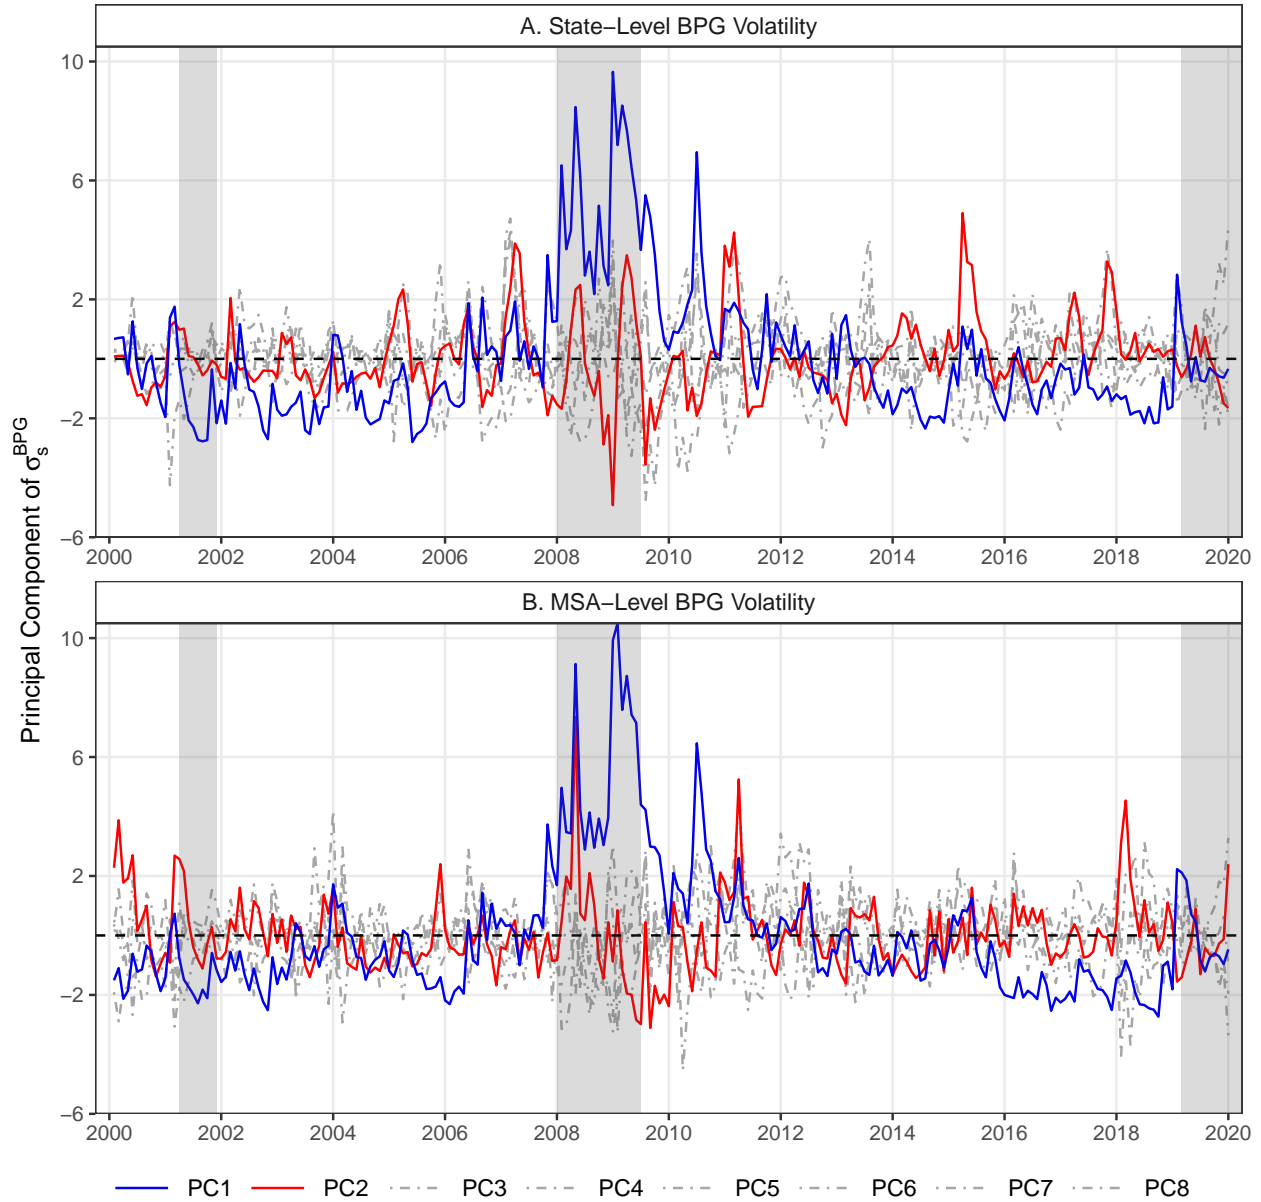 A. State−Level BPG Volatility
10
6
2
−2
−6
2000 2002 2004 2006 2008 2010 2012 2014 2016 2018 2020
Principal Component of σ_s^BPG
B. MSA−Level BPG Volatility
10
6
2
−2
−6
2000 2002 2004 2006 2008 2010 2012 2014 2016 2018 2020
PC1 PC2 PC3 PC4 PC5 PC6 PC7 PC8